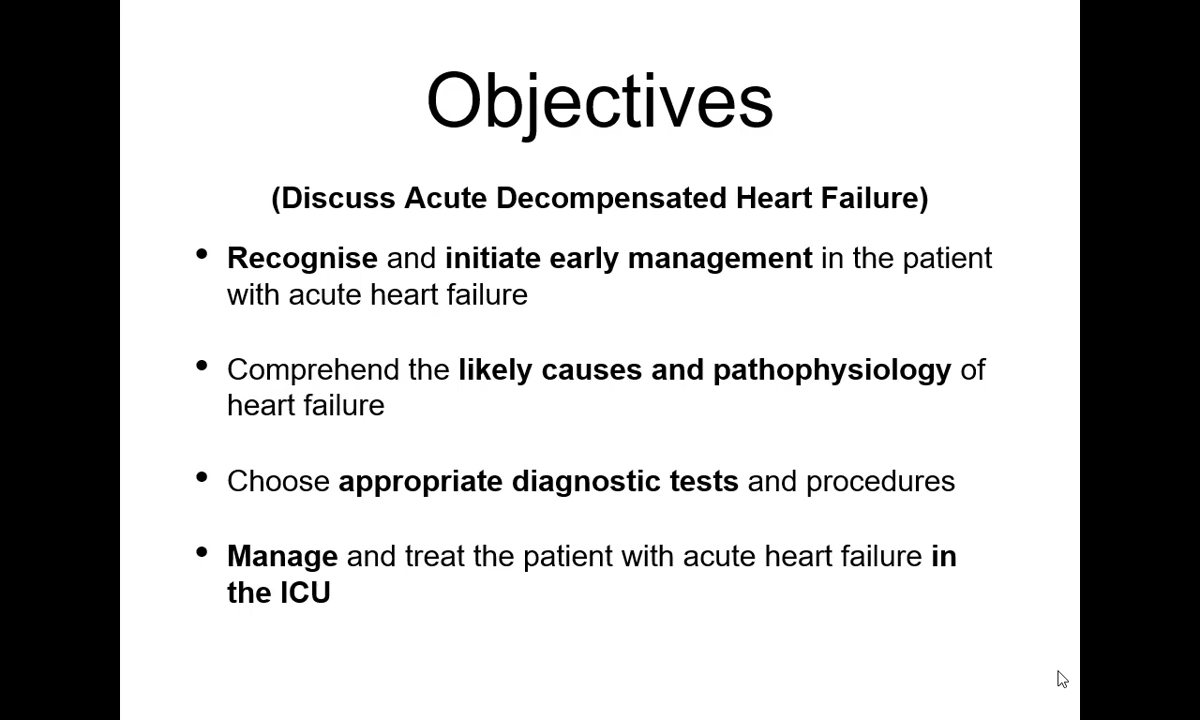 Objectives
(Discuss Acute Decompensated Heart Failure)
• Recognise and initiate early management in the patient
with acute heart failure
• Comprehend the likely causes and pathophysiology of
heart failure
• Choose appropriate diagnostic tests and procedures
• Manage and treat the patient with acute heart failure in
the ICU